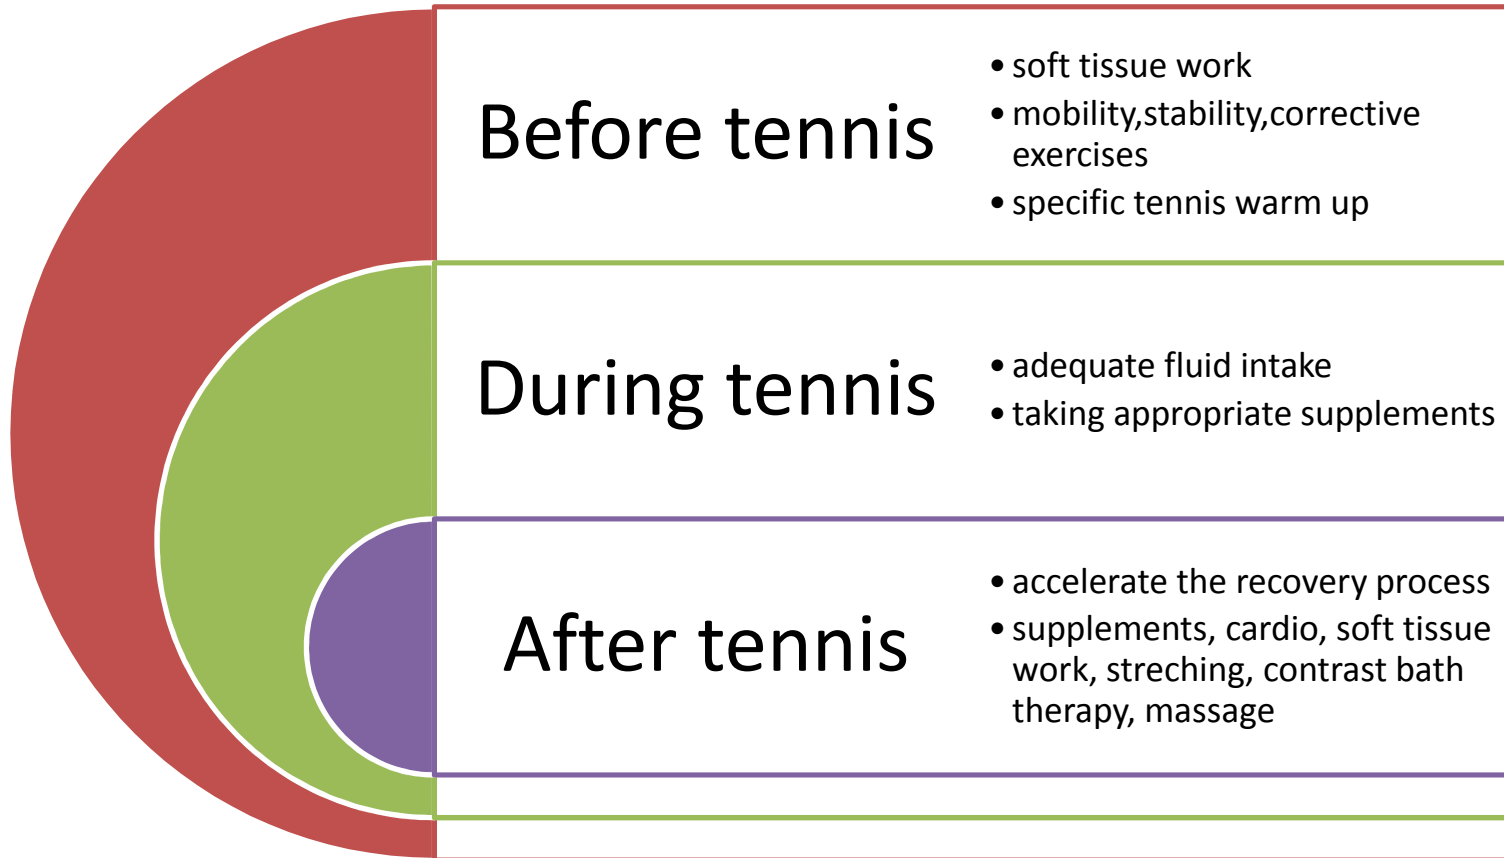 Before tennis
• soft tissue work
• mobility,stability,corrective
exercises
• specific tennis warm up
During tennis
• adequate fluid intake
• taking appropriate supplements
After tennis
• accelerate the recovery process
• supplements, cardio, soft tissue
work, streching, contrast bath
therapy, massage